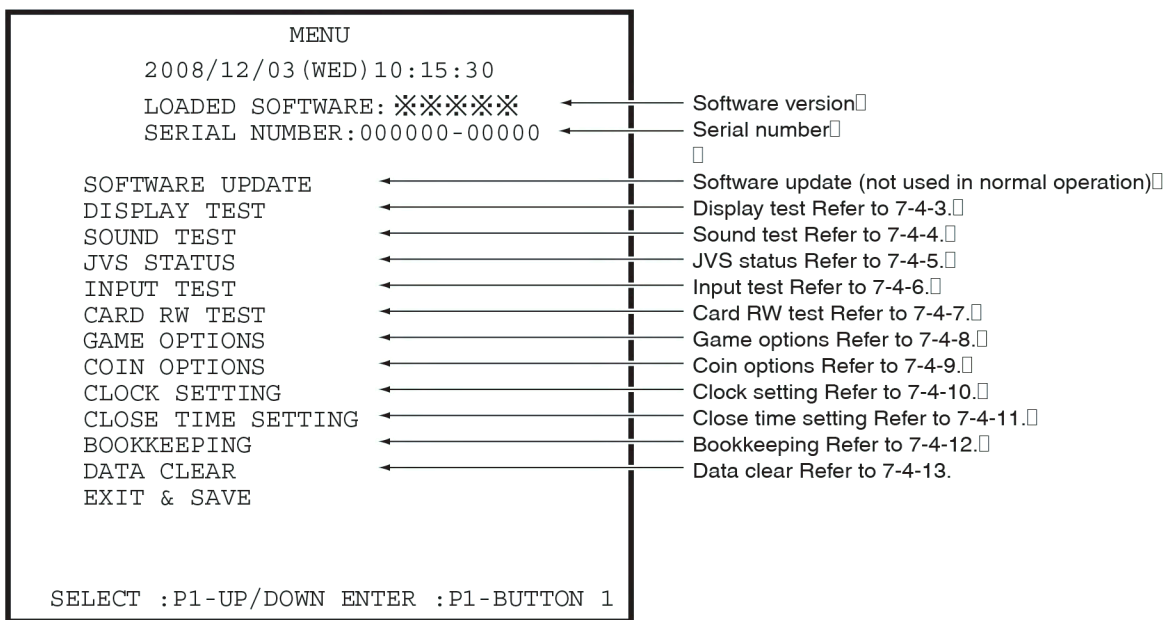 MENU
2008/12/03(WED)10:15:30
LOADED SOFTWARE:※※※※※
Software version
SERIAL NUMBER:000000-00000
Serial number
SOFTWARE UPDATE
Software update (not used in normal operation)
DISPLAY TEST
Display test Refer to 7-4-3.
SOUND TEST
Sound test Refer to 7-4-4.
JVS STATUS
JVS status Refer to 7-4-5.
INPUT TEST
Input test Refer to 7-4-6.
CARD RW TEST
Card RW test Refer to 7-4-7.
GAME OPTIONS
Game options Refer to 7-4-8.
COIN OPTIONS
Coin options Refer to 7-4-9.
CLOCK SETTING
Clock setting Refer to 7-4-10.
CLOSE TIME SETTING
Close time setting Refer to 7-4-11.
BOOKKEEPING
Bookkeeping Refer to 7-4-12.
DATA CLEAR
Data clear Refer to 7-4-13.
EXIT & SAVE
SELECT :P1-UP/DOWN ENTER :P1-BUTTON 1